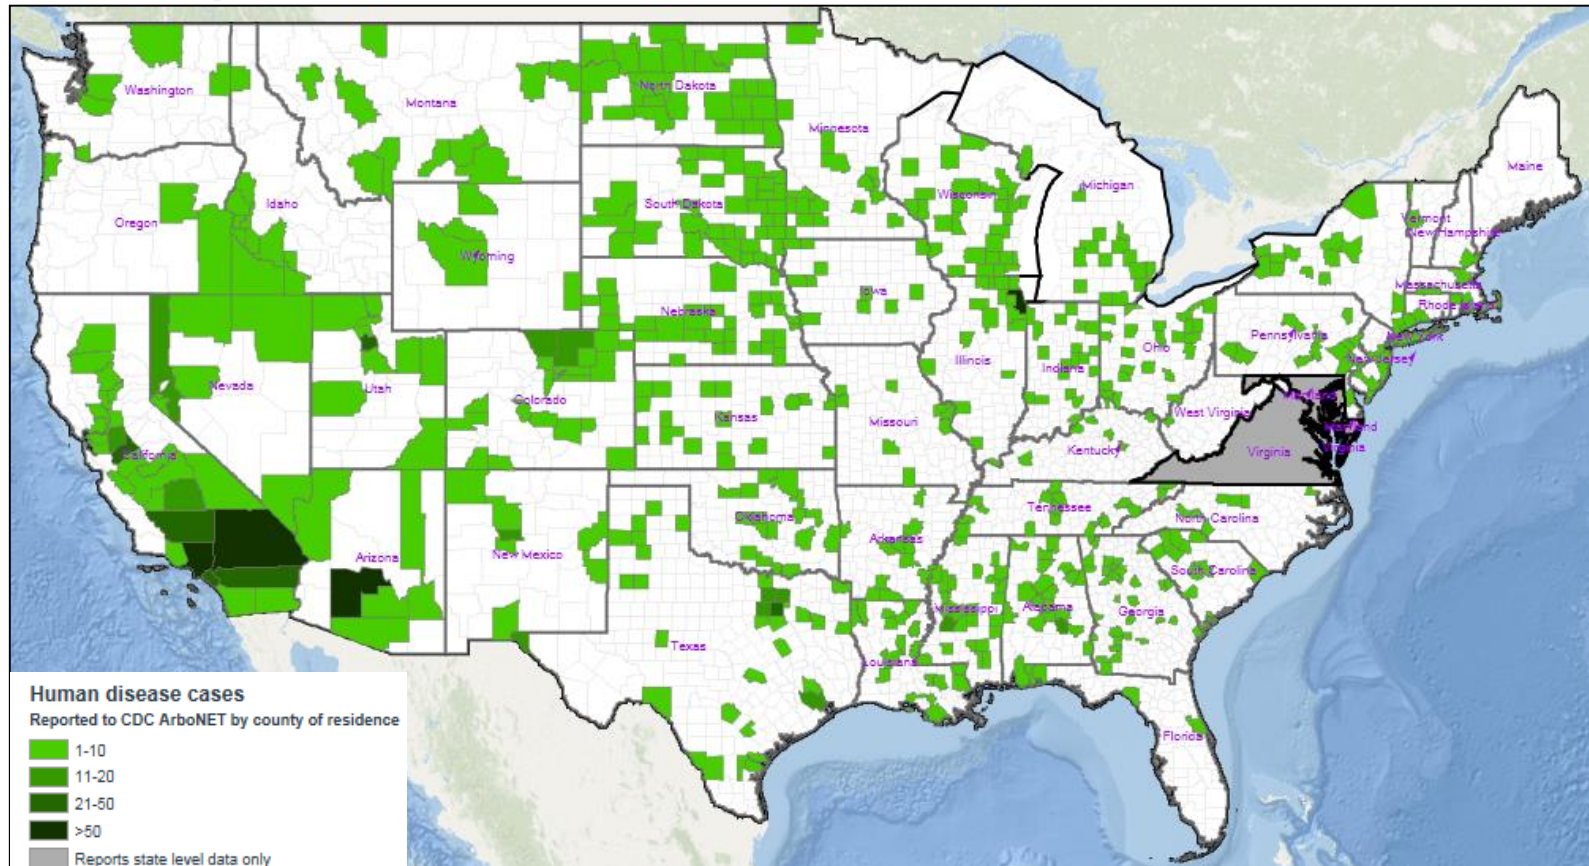 Washington
Montana
North Dakota
Minnesota
Maine
Oregon
Idaho
South Dakota
Wisconsin
Michigan
Vermont
New Hampshire
Wyoming
Iowa
Nebraska
Massachusetts
Rhode Island
Nevada
Utah
Colorado
Illinois
Indiana
Ohio
Pennsylvania
New York
New Jersey
California
Kansas
Missouri
West Virginia
Maryland
Maryland
Kentucky
Virginia
Virginia
Arizona
New Mexico
Oklahoma
Arkansas
Tennessee
North Carolina
South Carolina
Texas
Louisiana
Mississippi
Alabama
Georgia
Florida
Human disease cases
Reported to CDC ArboNET by county of residence
1-10
11-20
21-50
>50
Reports state level data only